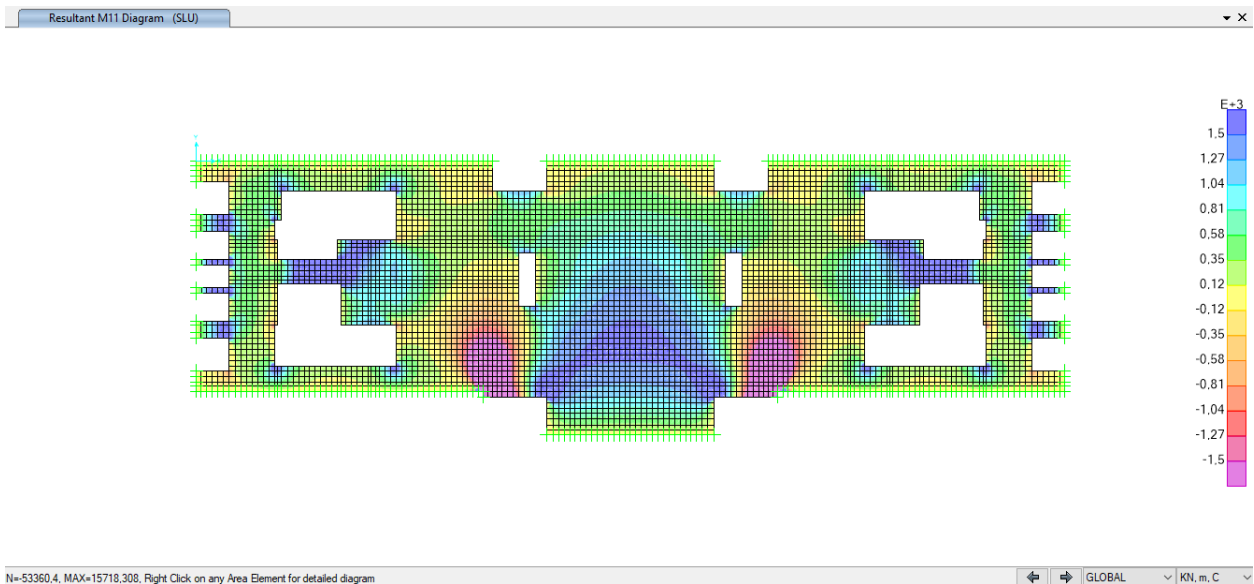 Resultant M11 Diagram (SLU)
E+3
1.5
1.27
1.04
0.81
0.58
0.35
0.12
-0.12
-0.35
-0.58
-0.81
-1.04
-1.27
-1.5
N=-53360,4, MAX=15718,308, Right Click on any Area Element for detailed diagram
GLOBAL
KN, m, C